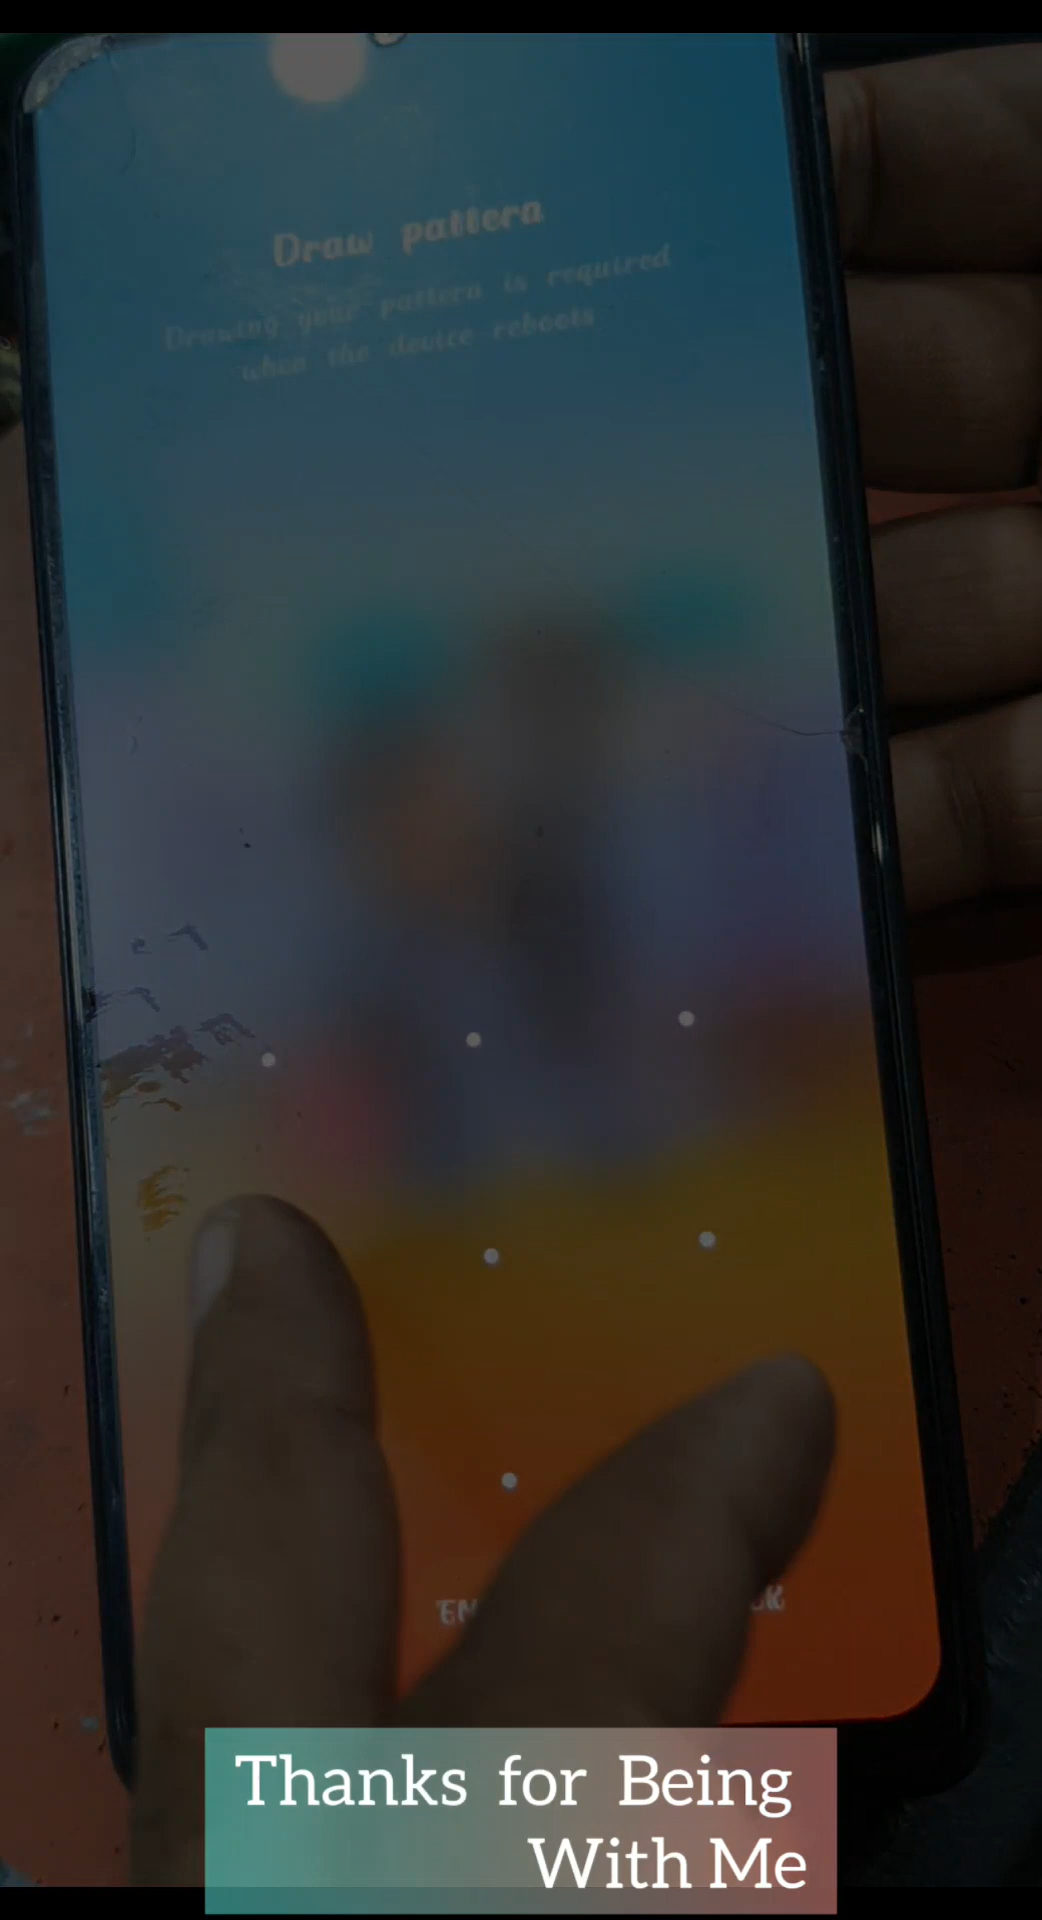 Draw pattern
Drawing your pattern is required
when the device reboots
Thanks for Being
With Me